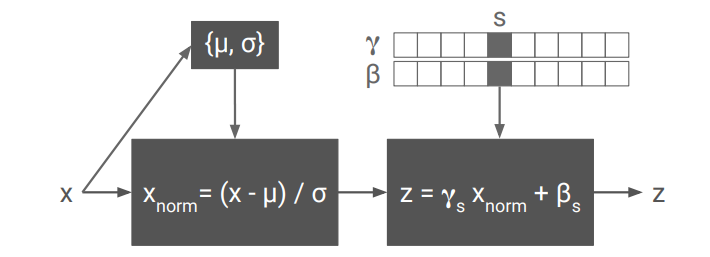 s
{μ, σ}
γ
β
x
x_norm = (x - μ) / σ
z = γ_s x_norm + β_s
z